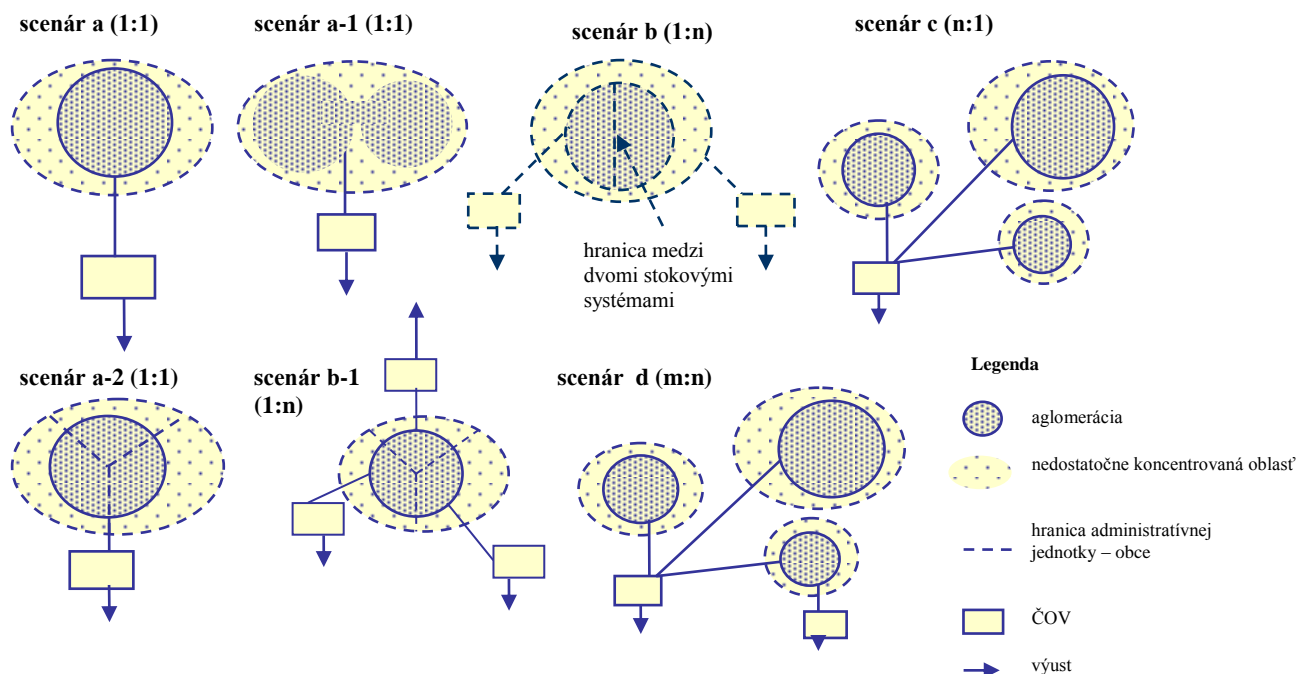 scenár a (1:1)
scenár a-1 (1:1)
scenár b (1:n)
scenár c (n:1)
hranica medzi
dvomi stokovými
systémami
scenár a-2 (1:1)
scenár b-1
(1:n)
scenár d (m:n)
Legenda
aglomerácia
nedostatočne koncentrovaná oblasť
hranica administratívnej
jednotky – obce
ČOV
výust